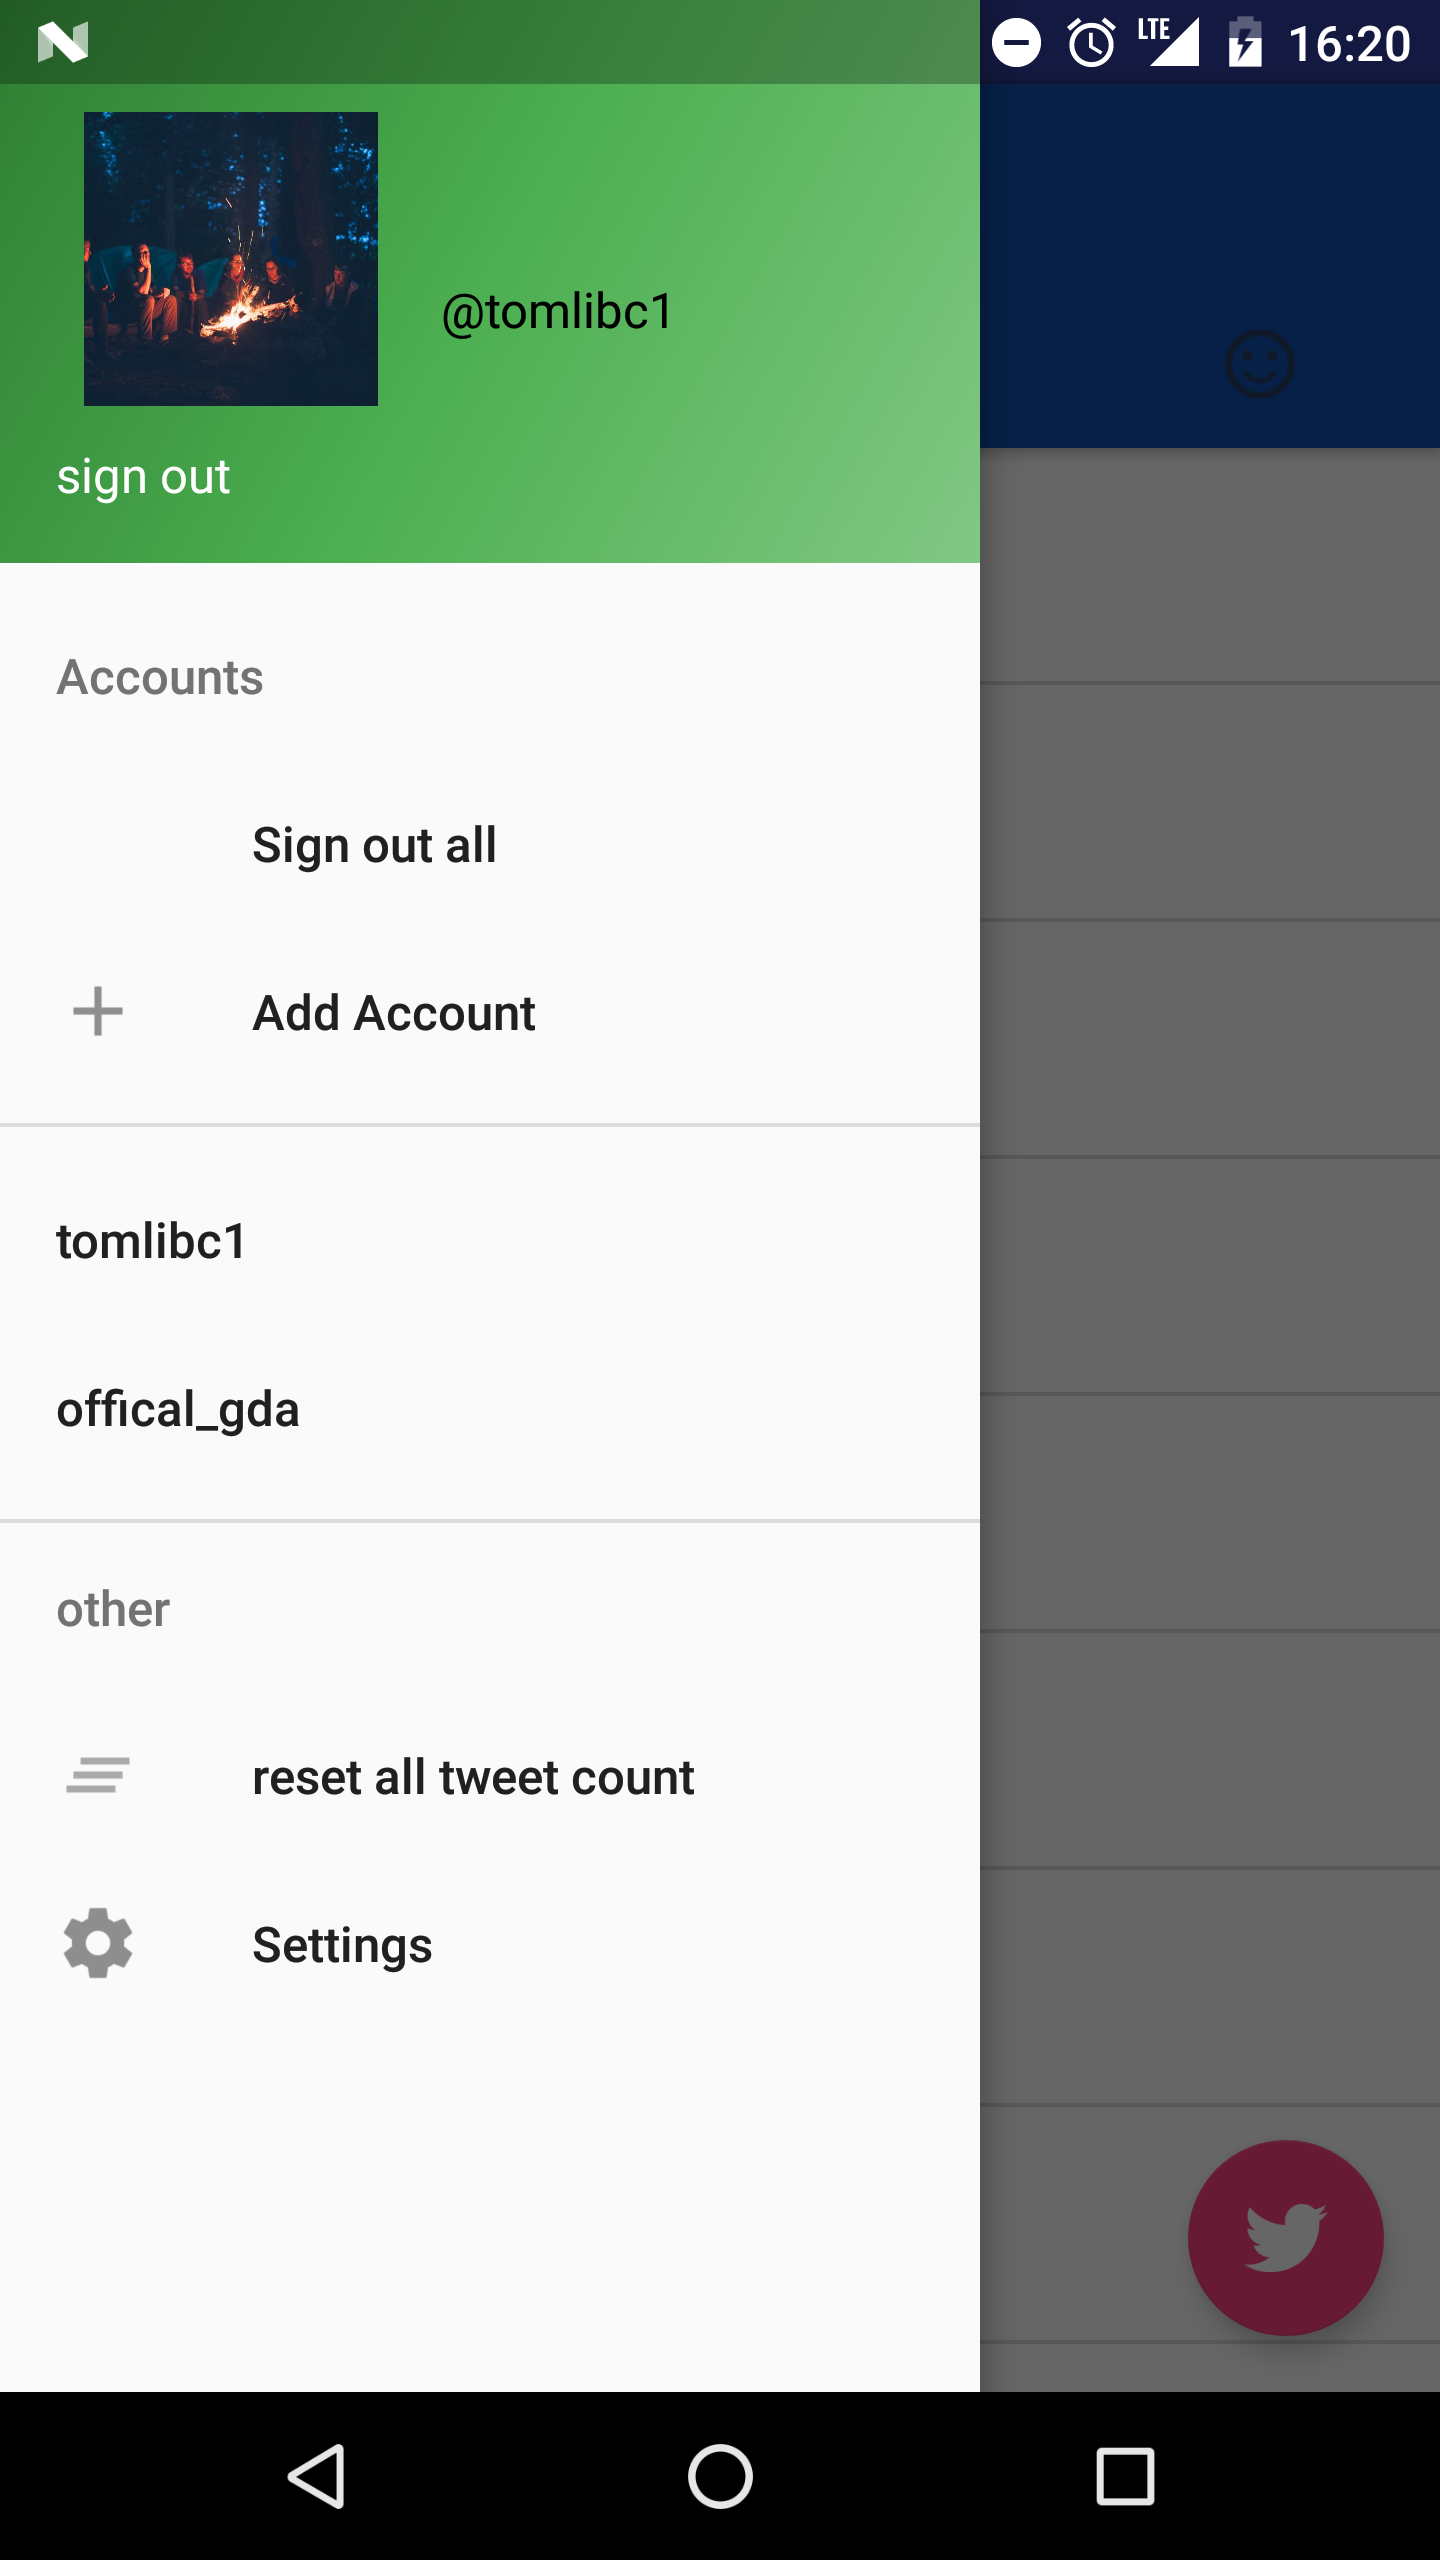 LTE 16:20
@tomlibc1
sign out
Accounts
Sign out all
Add Account
tomlibc1
offical_gda
other
reset all tweet count
Settings